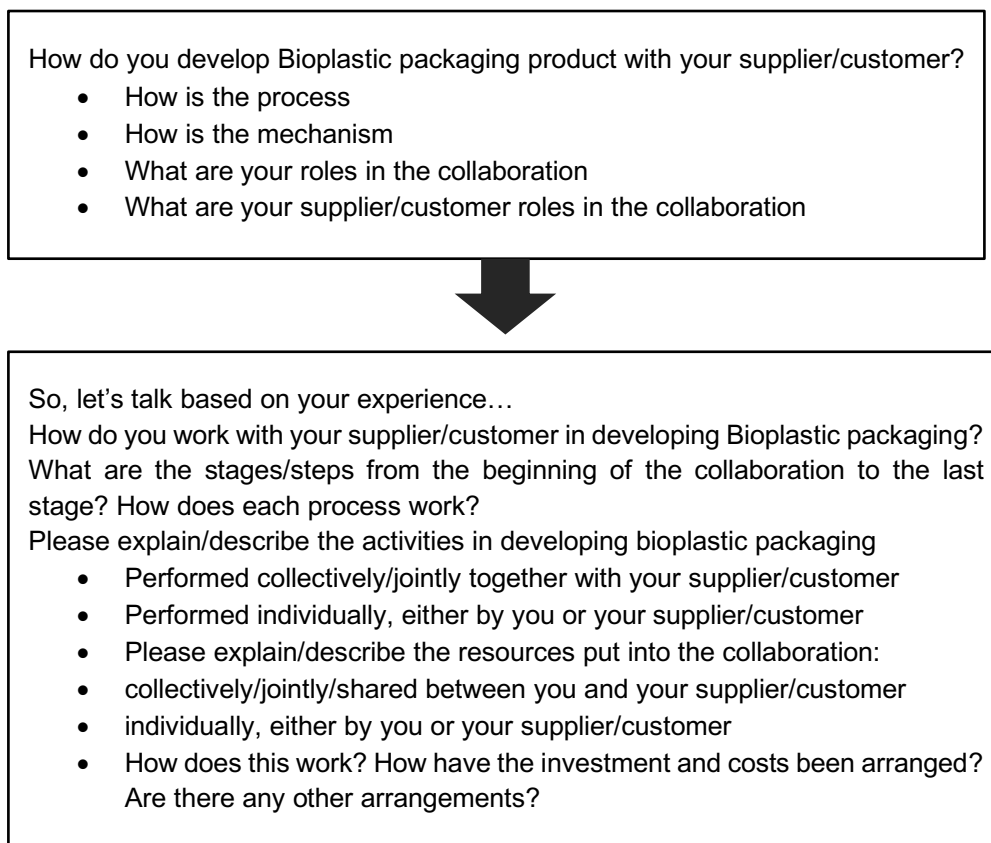 How do you develop Bioplastic packaging product with your supplier/customer?
• How is the process
• How is the mechanism
• What are your roles in the collaboration
• What are your supplier/customer roles in the collaboration
So, let’s talk based on your experience…
How do you work with your supplier/customer in developing Bioplastic packaging?
What are the stages/steps from the beginning of the collaboration to the last
stage? How does each process work?
Please explain/describe the activities in developing bioplastic packaging
• Performed collectively/jointly together with your supplier/customer
• Performed individually, either by you or your supplier/customer
• Please explain/describe the resources put into the collaboration:
• collectively/jointly/shared between you and your supplier/customer
• individually, either by you or your supplier/customer
• How does this work? How have the investment and costs been arranged?
Are there any other arrangements?